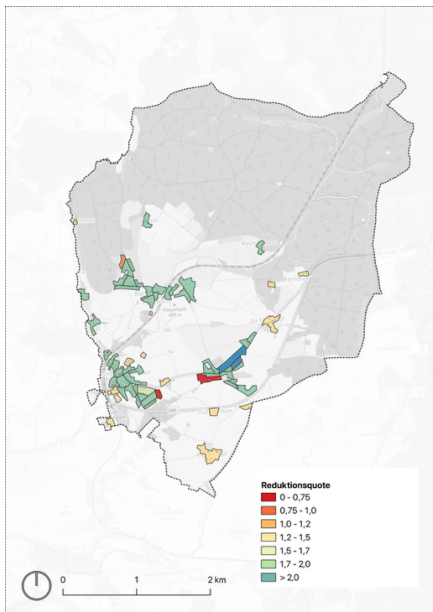 Reduktionsquote
0 - 0,75
0,75 - 1,0
1,0 - 1,2
1,2 - 1,5
1,5 - 1,7
1,7 - 2,0
> 2,0
0 1 2 km